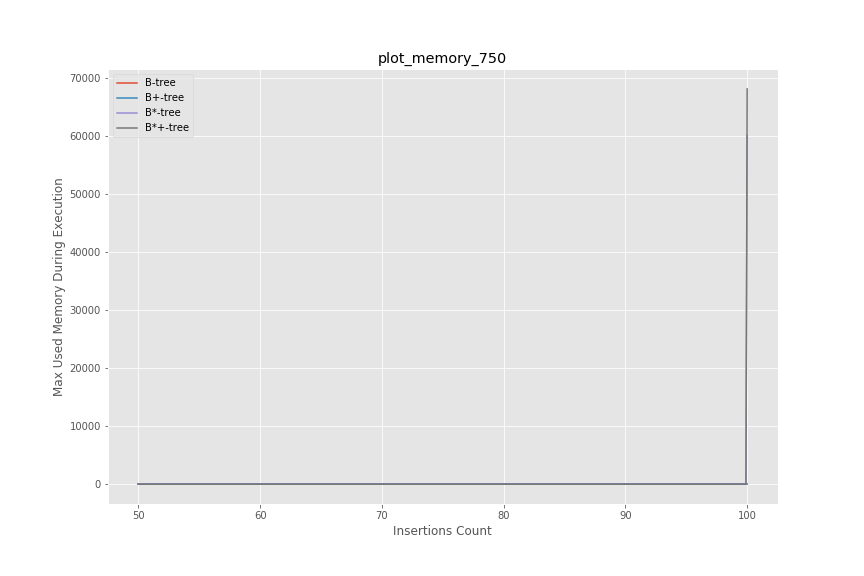 plot_memory_750
B-tree
B+-tree
B*-tree
B*+-tree
70000
60000
50000
40000
30000
20000
10000
0
Max Used Memory During Execution
50 60 70 80 90 100
Insertions Count